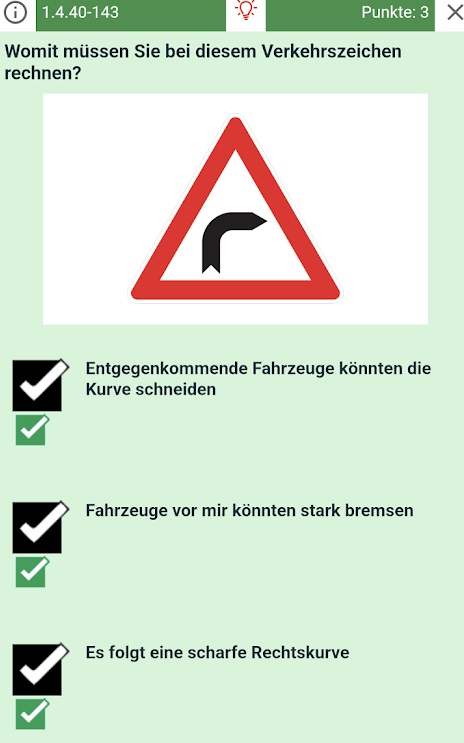 1.4.40-143 Punkte: 3
Womit müssen Sie bei diesem Verkehrszeichen
rechnen?
Entgegenkommende Fahrzeuge könnten die
Kurve schneiden
Fahrzeuge vor mir könnten stark bremsen
Es folgt eine scharfe Rechtskurve